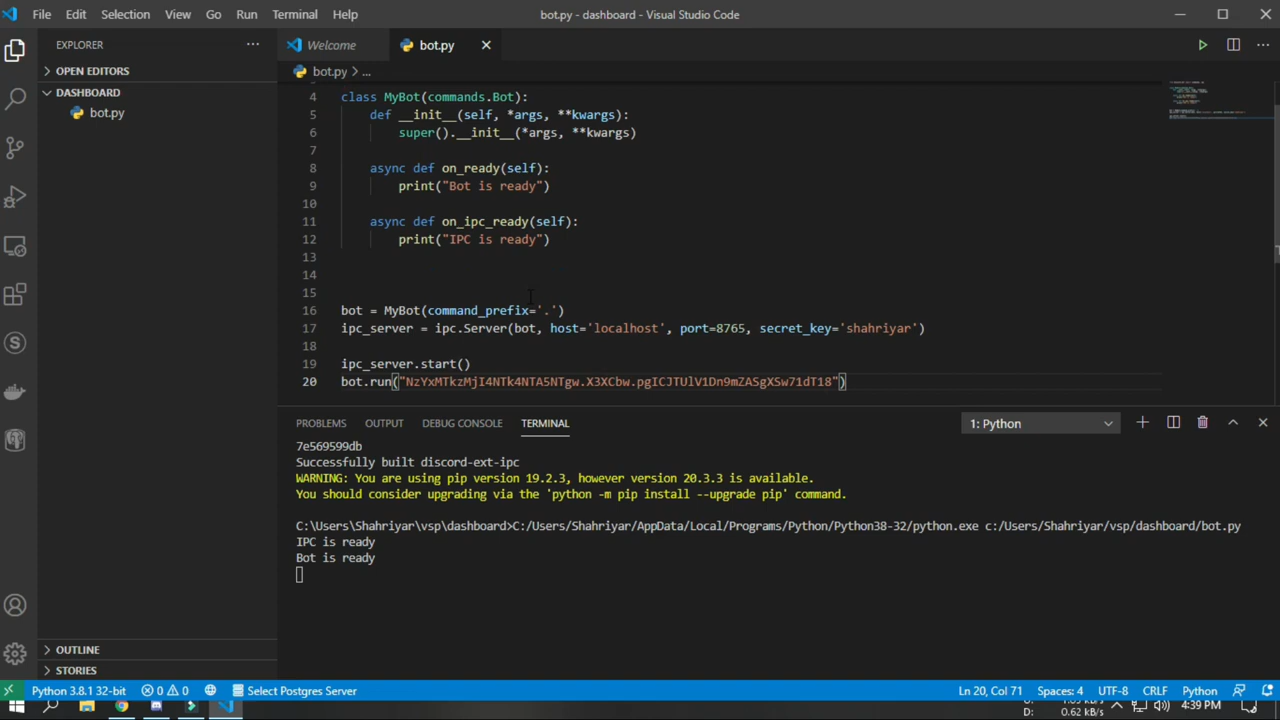 File Edit Selection View Go Run Terminal Help bot.py - dashboard - Visual Studio Code
EXPLORER
OPEN EDITORS
DASHBOARD
bot.py
OUTLINE
STORIES
Welcome bot.py
bot.py > ...
4 class MyBot(commands.Bot):
5 def __init__(self, *args, **kwargs):
6 super().__init__(*args, **kwargs)
7
8 async def on_ready(self):
9 print("Bot is ready")
10
11 async def on_ipc_ready(self):
12 print("IPC is ready")
13
14
15
16 bot = MyBot(command_prefix='.')
17 ipc_server = ipc.Server(bot, host='localhost', port=8765, secret_key='shahriyar')
19 ipc_server.start()
20 bot.run("NzYxMTkzMjI4NTk4NTA5NTgw.X3XCbw.pgICJTUlV1Dn9mZASgXSw71dT18")
PROBLEMS OUTPUT DEBUG CONSOLE TERMINAL 1: Python
7e569599db
Successfully built discord-ext-ipc
WARNING: You are using pip version 19.2.3, however version 20.3.3 is available.
You should consider upgrading via the 'python -m pip install --upgrade pip' command.
C:\Users\Shahriyar\vsp\dashboard>C:/Users/Shahriyar/AppData/Local/Programs/Python/Python38-32/python.exe c:/Users/Shahriyar/vsp/dashboard/bot.py
IPC is ready
Bot is ready
Python 3.8.1 32-bit 0 0 Select Postgres Server Ln 20, Col 71 Spaces: 4 UTF-8 CRLF Python
D: 0.62 kB/s 4:39 PM